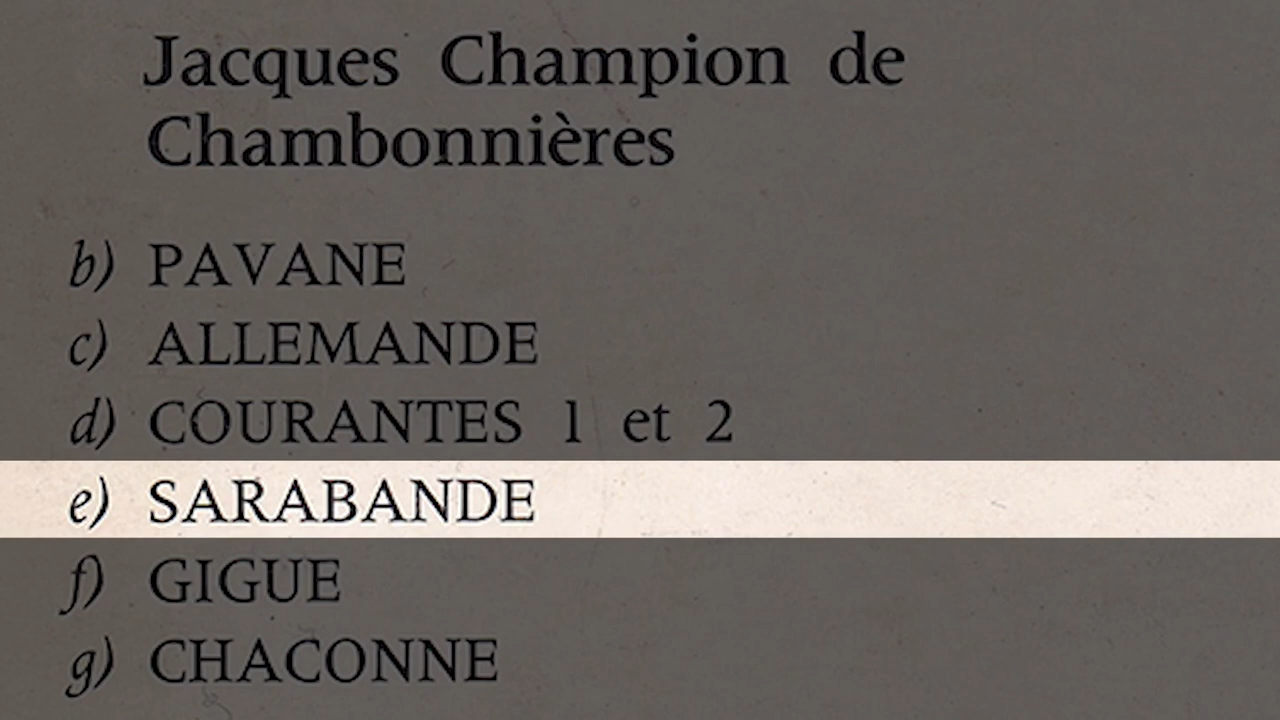 Jacques Champion de
Chambonnières
b) PAVANE
c) ALLEMANDE
d) COURANTES 1 et 2
e) SARABANDE
f) GIGUE
g) CHACONNE